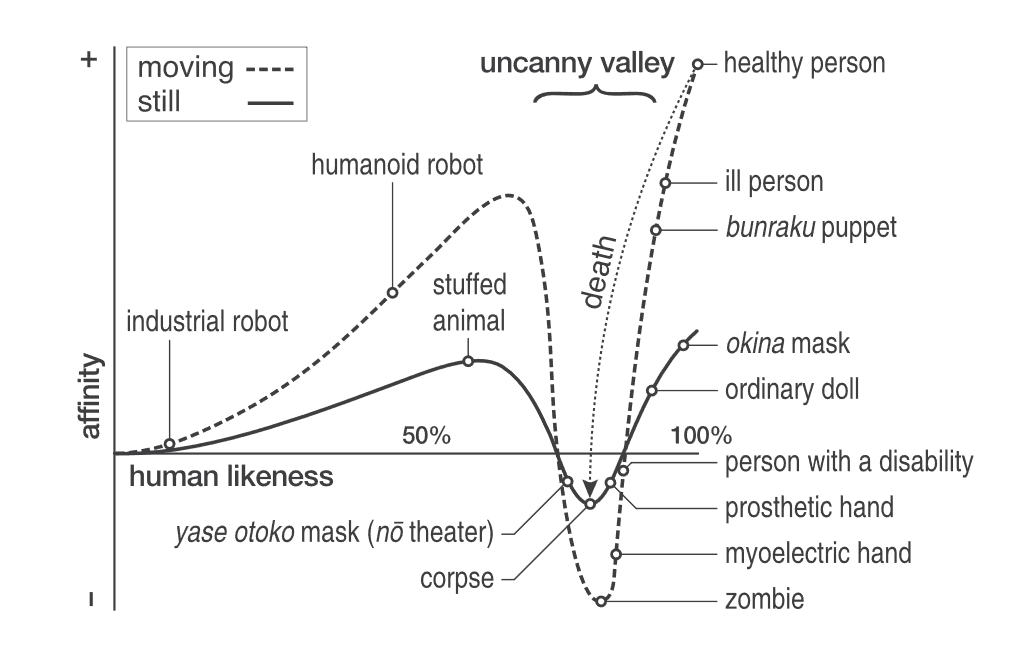 +
moving
still
uncanny valley
healthy person
humanoid robot
ill person
bunraku puppet
death
stuffed
animal
industrial robot
okina mask
affinity
ordinary doll
50%
100%
human likeness
person with a disability
prosthetic hand
yase otoko mask (nō theater)
myoelectric hand
corpse
zombie